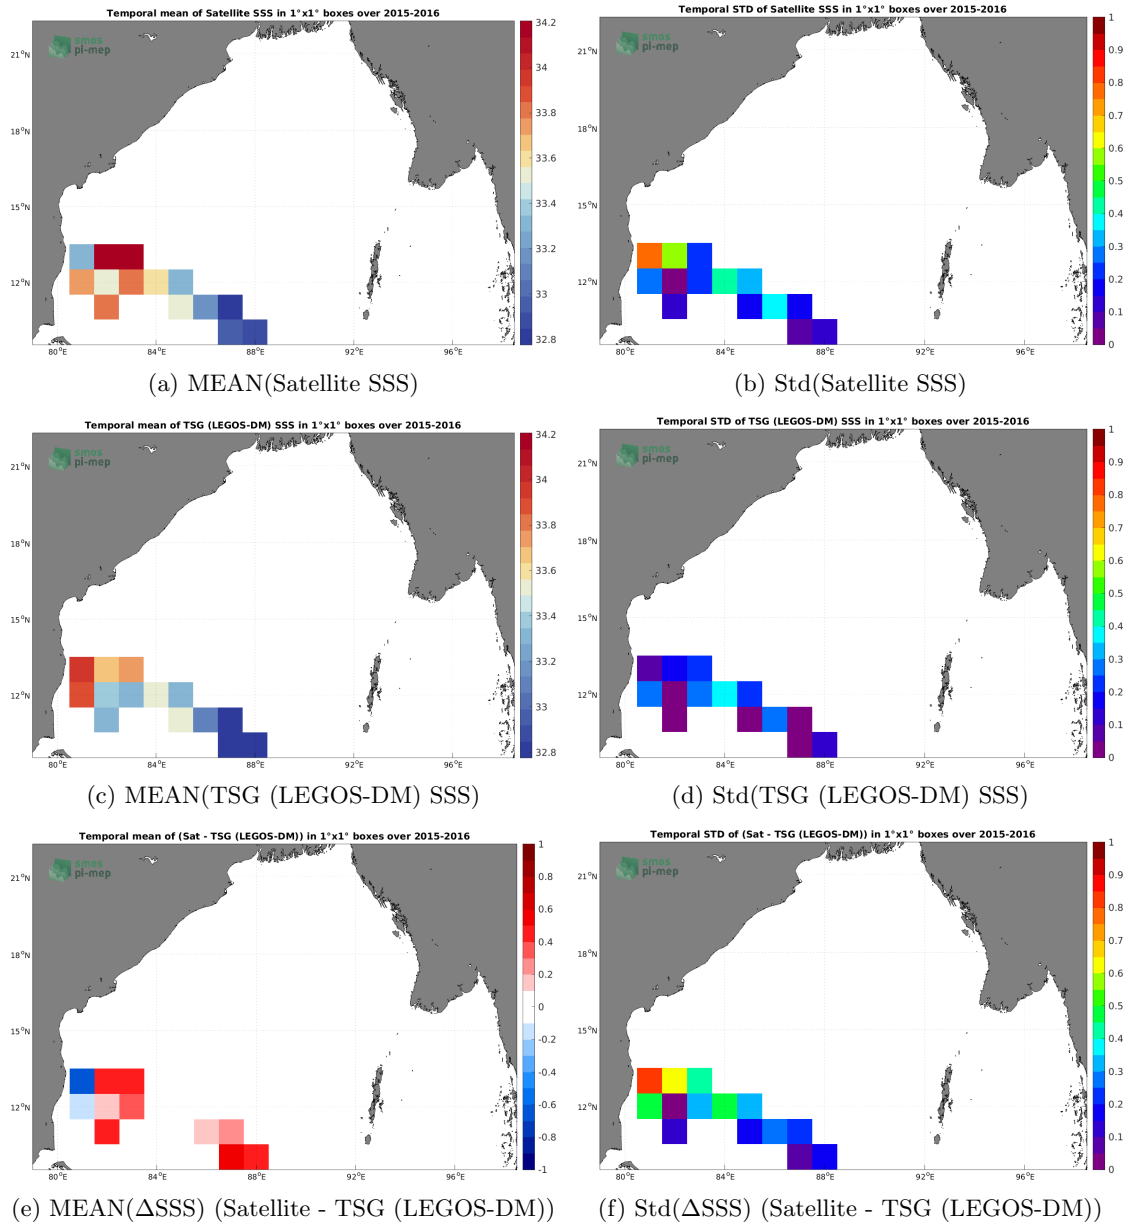 Temporal mean of Satellite SSS in 1°x1° boxes over 2015-2016
smos
pi-mep
21°N
18°N
15°N
12°N
80°E 84°E 88°E 92°E 96°E
34.2
34
33.8
33.6
33.4
33.2
33
32.8
(a) MEAN(Satellite SSS)
Temporal STD of Satellite SSS in 1°x1° boxes over 2015-2016
smos
pi-mep
21°N
18°N
15°N
12°N
80°E 84°E 88°E 92°E 96°E
1
0.9
0.8
0.7
0.6
0.5
0.4
0.3
0.2
0.1
0
(b) Std(Satellite SSS)
Temporal mean of TSG (LEGOS-DM) SSS in 1°x1° boxes over 2015-2016
smos
pi-mep
21°N
18°N
15°N
12°N
80°E 84°E 88°E 92°E 96°E
34.2
34
33.8
33.6
33.4
33.2
33
32.8
(c) MEAN(TSG (LEGOS-DM) SSS)
Temporal STD of TSG (LEGOS-DM) SSS in 1°x1° boxes over 2015-2016
smos
pi-mep
21°N
18°N
15°N
12°N
80°E 84°E 88°E 92°E 96°E
1
0.9
0.8
0.7
0.6
0.5
0.4
0.3
0.2
0.1
0
(d) Std(TSG (LEGOS-DM) SSS)
Temporal mean of (Sat - TSG (LEGOS-DM)) in 1°x1° boxes over 2015-2016
smos
pi-mep
21°N
18°N
15°N
12°N
80°E 84°E 88°E 92°E 96°E
1
0.8
0.6
0.4
0.2
0
-0.2
-0.4
-0.6
-0.8
-1
(e) MEAN(ΔSSS) (Satellite - TSG (LEGOS-DM))
Temporal STD of (Sat - TSG (LEGOS-DM)) in 1°x1° boxes over 2015-2016
smos
pi-mep
21°N
18°N
15°N
12°N
80°E 84°E 88°E 92°E 96°E
1
0.9
0.8
0.7
0.6
0.5
0.4
0.3
0.2
0.1
0
(f) Std(ΔSSS) (Satellite - TSG (LEGOS-DM))